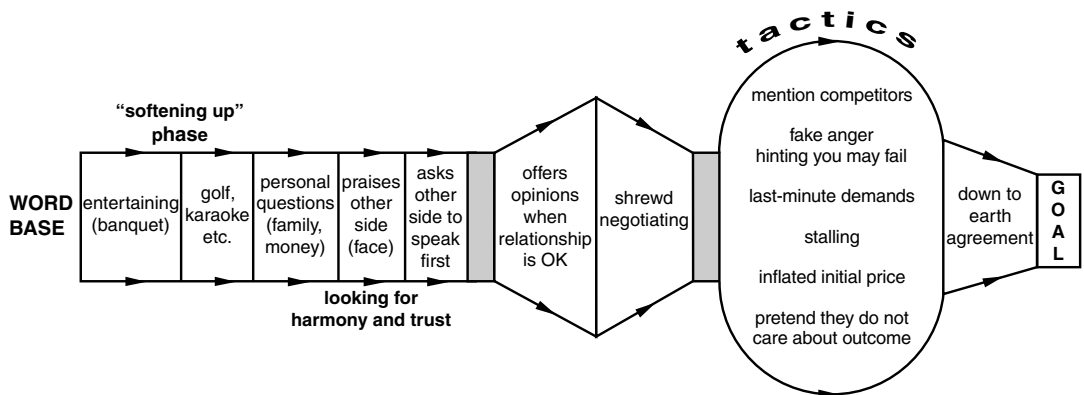 tactics
"softening up"
phase
WORD
BASE
entertaining
(banquet)
golf,
karaoke
etc.
personal
questions
(family,
money)
praises
other
side
(face)
asks
other
side to
speak
first
looking for
harmony and trust
offers
opinions
when
relationship
is OK
shrewd
negotiating
mention competitors
fake anger
hinting you may fail
last-minute demands
stalling
inflated initial price
pretend they do not
care about outcome
down to
earth
agreement
GOAL